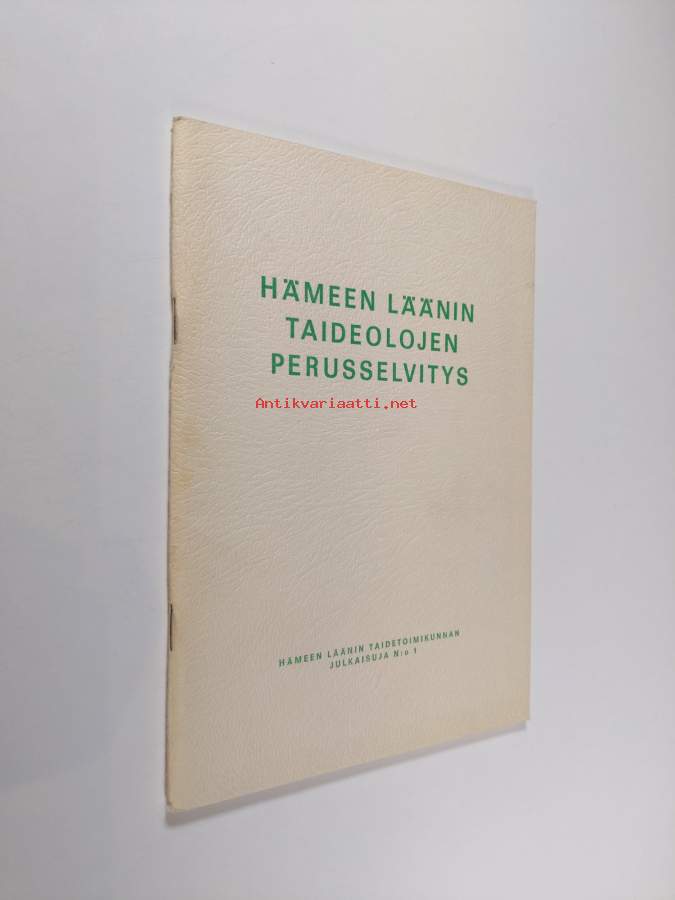 HÄMEEN LÄÄNIN
TAIDEOLOJEN
PERUSSELVITYS
Antikvariaatti.net
HÄMEEN LÄÄNIN TAIDETOIMIKUNNAN
JULKAISUJA N:o 1